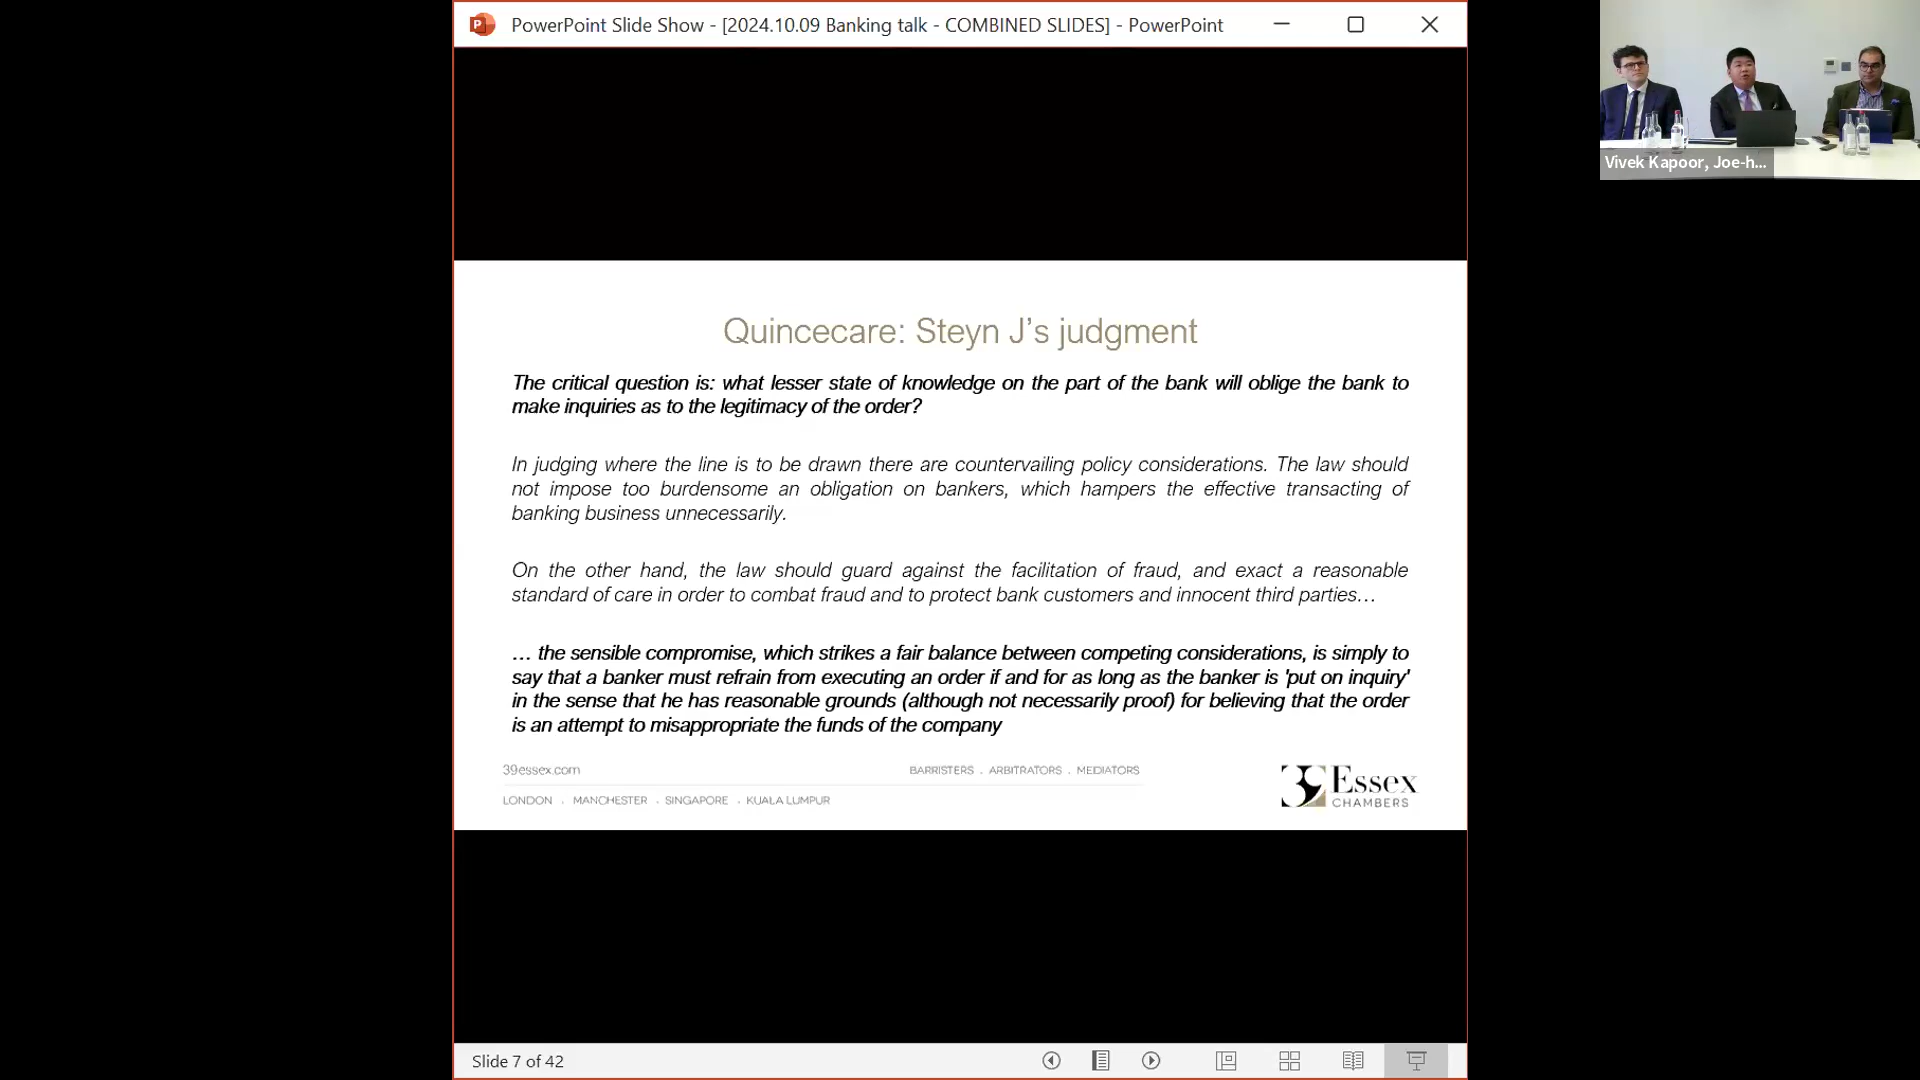 PowerPoint Slide Show - [2024.10.09 Banking talk - COMBINED SLIDES] - PowerPoint
Vivek Kapoor, Joe-h...
Quincecare: Steyn J's judgment
The critical question is: what lesser state of knowledge on the part of the bank will oblige the bank to
make inquiries as to the legitimacy of the order?
In judging where the line is to be drawn there are countervailing policy considerations. The law should
not impose too burdensome an obligation on bankers, which hampers the effective transacting of
banking business unnecessarily.
On the other hand, the law should guard against the facilitation of fraud, and exact a reasonable
standard of care in order to combat fraud and to protect bank customers and innocent third parties…
… the sensible compromise, which strikes a fair balance between competing considerations, is simply to
say that a banker must refrain from executing an order if and for as long as the banker is 'put on inquiry'
in the sense that he has reasonable grounds (although not necessarily proof) for believing that the order
is an attempt to misappropriate the funds of the company
39essex.com
BARRISTERS . ARBITRATORS . MEDIATORS
LONDON . MANCHESTER . SINGAPORE . KUALA LUMPUR
39 Essex
CHAMBERS
Slide 7 of 42